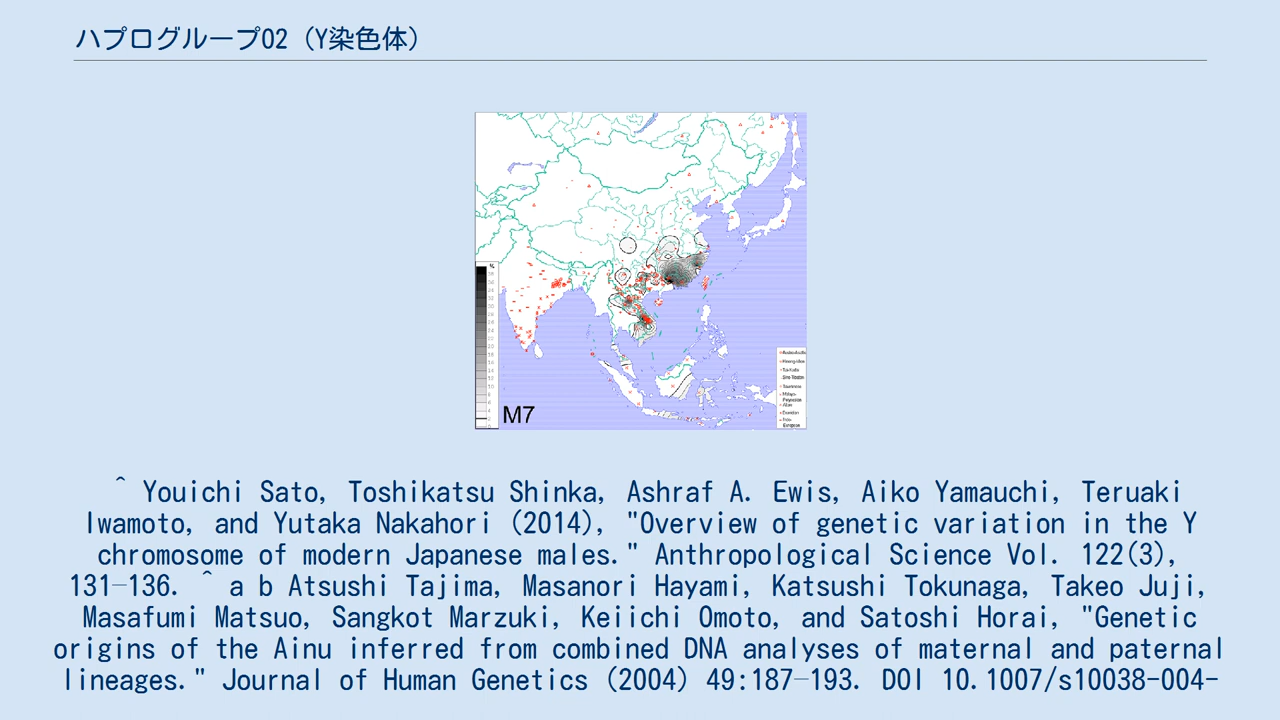 ハプログループO2（Y染色体）
%
M7
^ Youichi Sato, Toshikatsu Shinka, Ashraf A. Ewis, Aiko Yamauchi, Teruaki
Iwamoto, and Yutaka Nakahori (2014), "Overview of genetic variation in the Y
chromosome of modern Japanese males." Anthropological Science Vol. 122(3),
131–136. ^ a b Atsushi Tajima, Masanori Hayami, Katsushi Tokunaga, Takeo Juji,
Masafumi Matsuo, Sangkot Marzuki, Keiichi Omoto, and Satoshi Horai, "Genetic
origins of the Ainu inferred from combined DNA analyses of maternal and paternal
lineages." Journal of Human Genetics (2004) 49:187–193. DOI 10.1007/s10038-004-